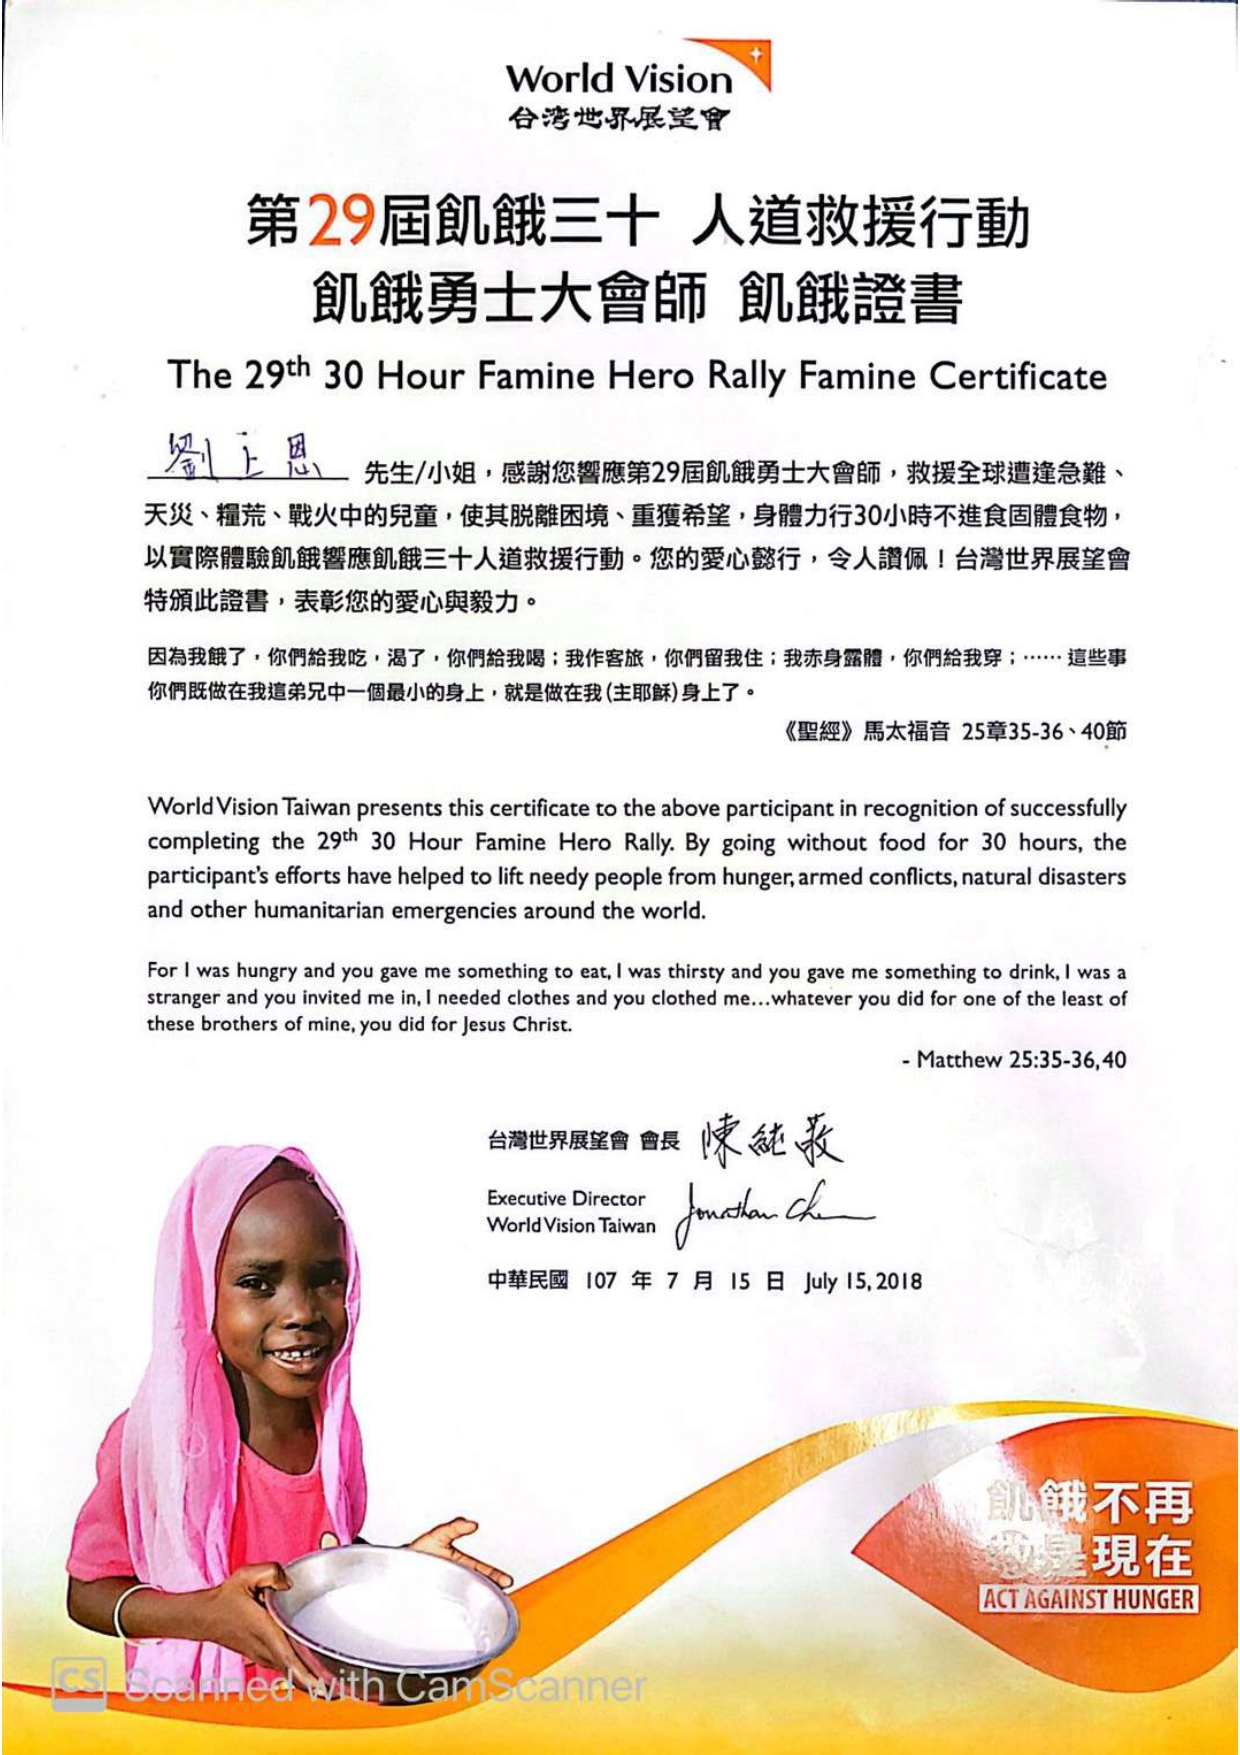 World Vision
台灣世界展望會
第29屆飢餓三十 人道救援行動
飢餓勇士大會師 飢餓證書
The 29th 30 Hour Famine Hero Rally Famine Certificate
劉上恩 先生/小姐，感謝您響應第29屆飢餓勇士大會師，救援全球遭逢急難、
天災、糧荒、戰火中的兒童，使其脱離困境、重獲希望，身體力行30小時不進食固體食物，
以實際體驗飢餓響應飢餓三十人道救援行動。您的愛心懿行，令人讚佩！台灣世界展望會
特頒此證書，表彰您的愛心與毅力。
因為我餓了，你們給我吃，渴了，你們給我喝；我作客旅，你們留我住；我赤身露體，你們給我穿；…… 這些事
你們既做在我這弟兄中一個最小的身上，就是做在我(主耶穌)身上了。
《聖經》馬太福音 25章35-36、40節
World Vision Taiwan presents this certificate to the above participant in recognition of successfully
completing the 29th 30 Hour Famine Hero Rally. By going without food for 30 hours, the
participant's efforts have helped to lift needy people from hunger, armed conflicts, natural disasters
and other humanitarian emergencies around the world.
For I was hungry and you gave me something to eat, I was thirsty and you gave me something to drink, I was a
stranger and you invited me in, I needed clothes and you clothed me...whatever you did for one of the least of
these brothers of mine, you did for Jesus Christ.
- Matthew 25:35-36,40
台灣世界展望會 會長 陳純敬
Executive Director
World Vision Taiwan Jonathan Chen
中華民國 107 年 7 月 15 日 July 15, 2018
飢餓不再
就是現在
ACT AGAINST HUNGER
CS Scanned with CamScanner